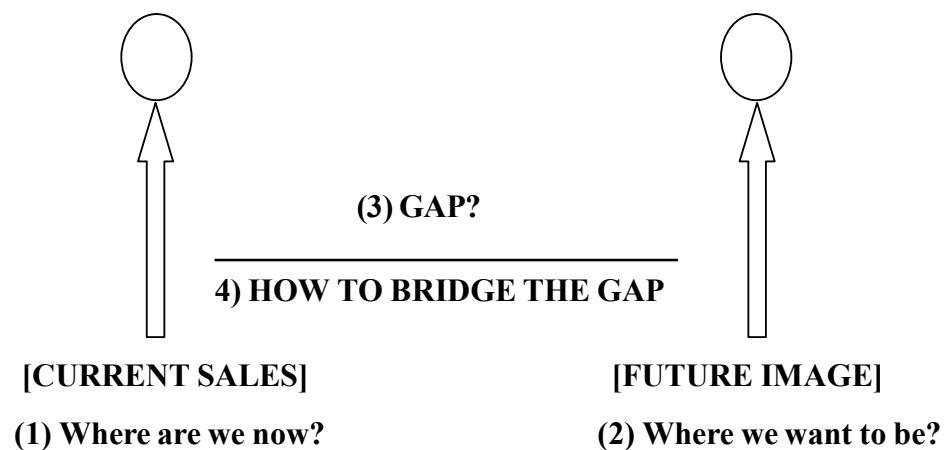 (3) GAP?
4) HOW TO BRIDGE THE GAP
[CURRENT SALES]
[FUTURE IMAGE]
(1) Where are we now?
(2) Where we want to be?